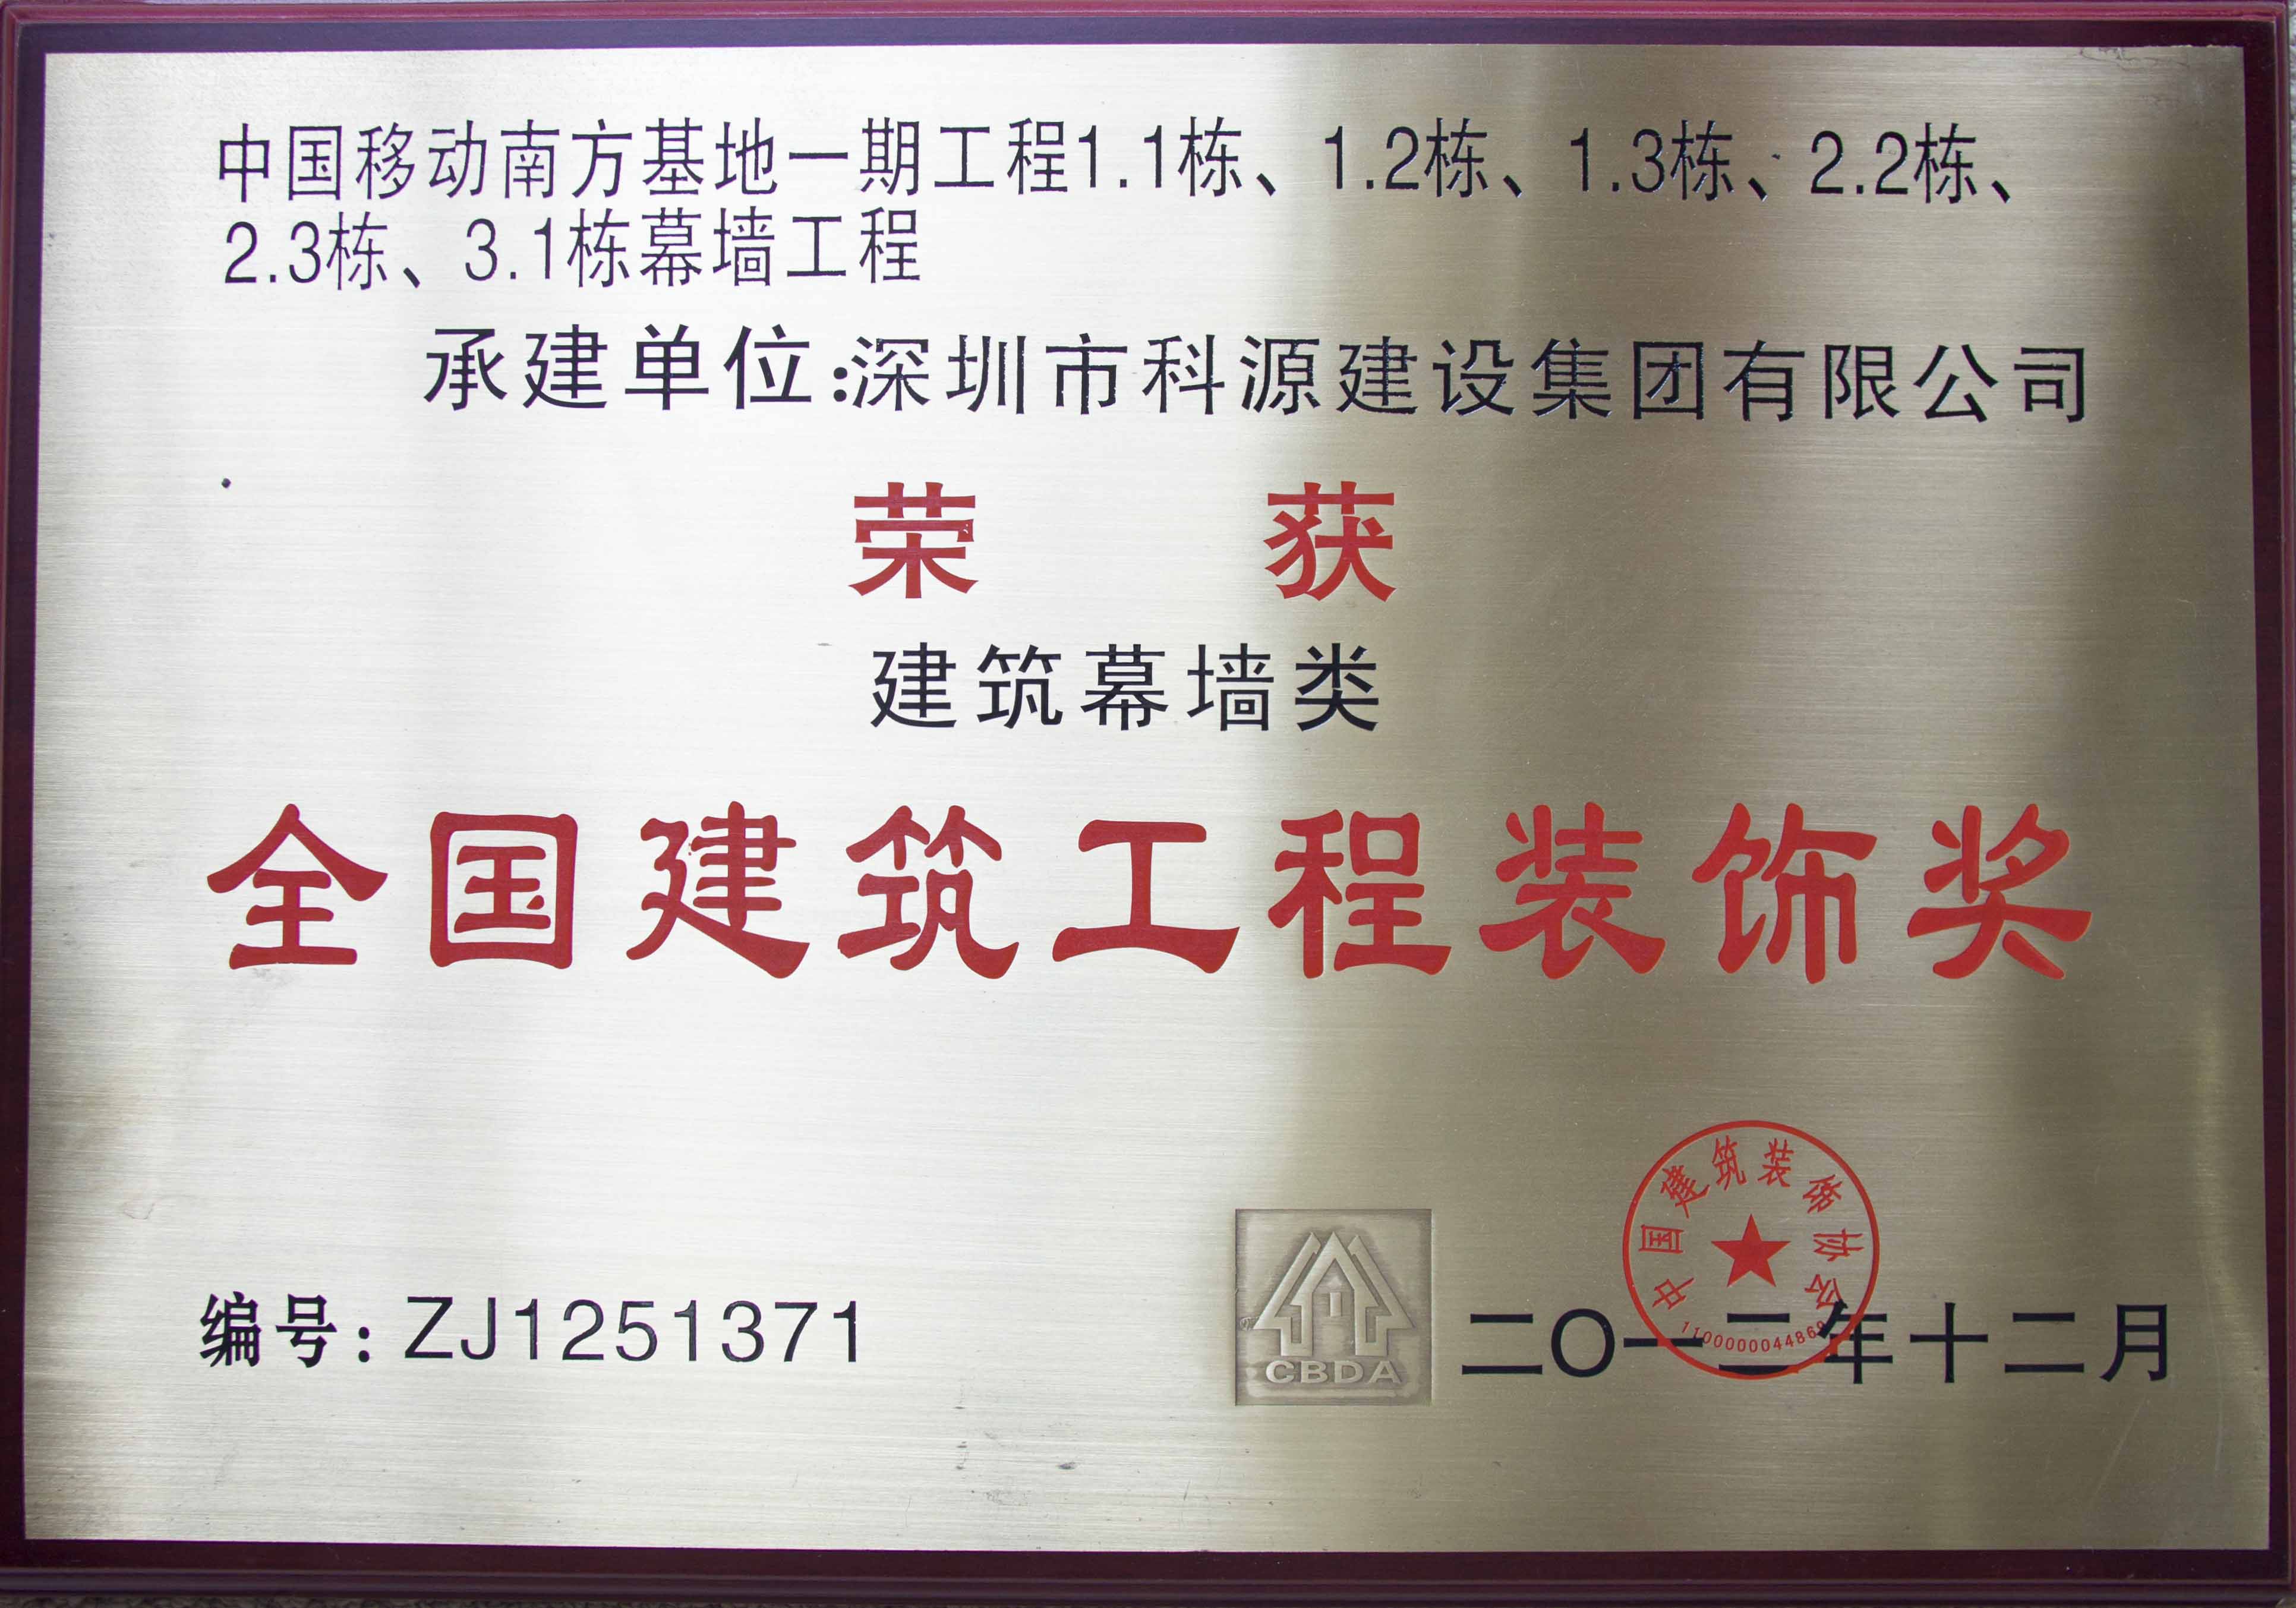 中国移动南方基地一期工程1.1栋、1.2栋、1.3栋、2.2栋、
2.3栋、3.1栋幕墙工程
承建单位:深圳市科源建设集团有限公司
荣 获
建筑幕墙类
全国建筑工程装饰奖
中国建筑装饰协会
编号: ZJ1251371
CBDA
二〇一二年十二月